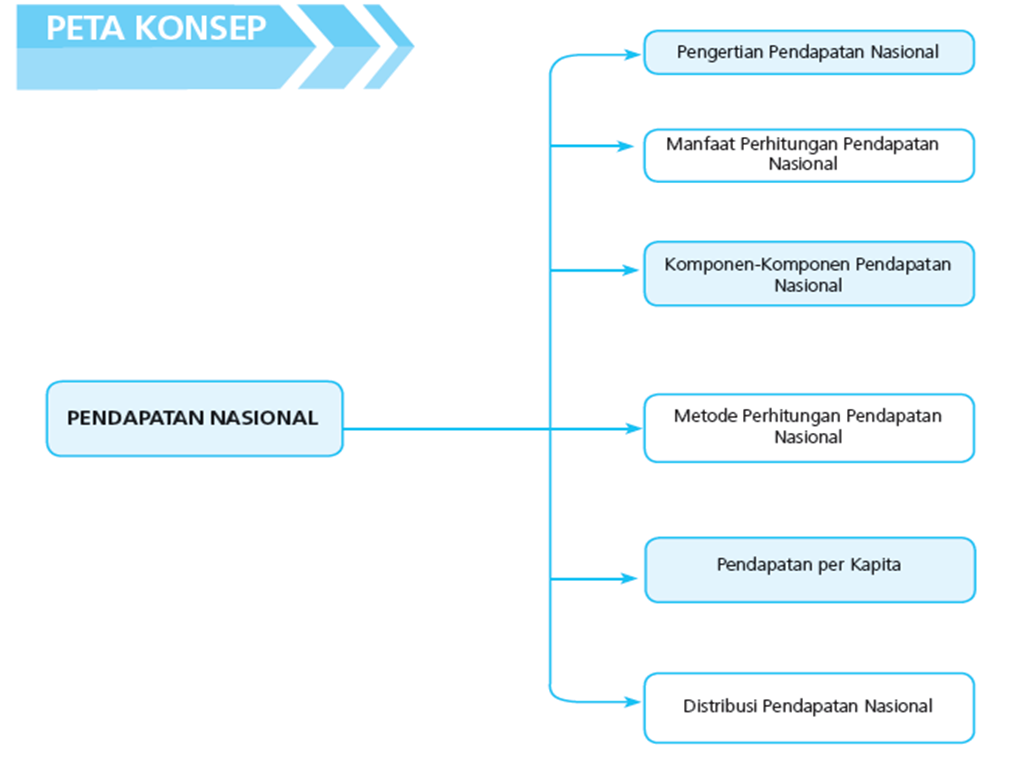 PETA KONSEP
Pengertian Pendapatan Nasional
Manfaat Perhitungan Pendapatan
Nasional
Komponen-Komponen Pendapatan
Nasional
PENDAPATAN NASIONAL
Metode Perhitungan Pendapatan
Nasional
Pendapatan per Kapita
Distribusi Pendapatan Nasional